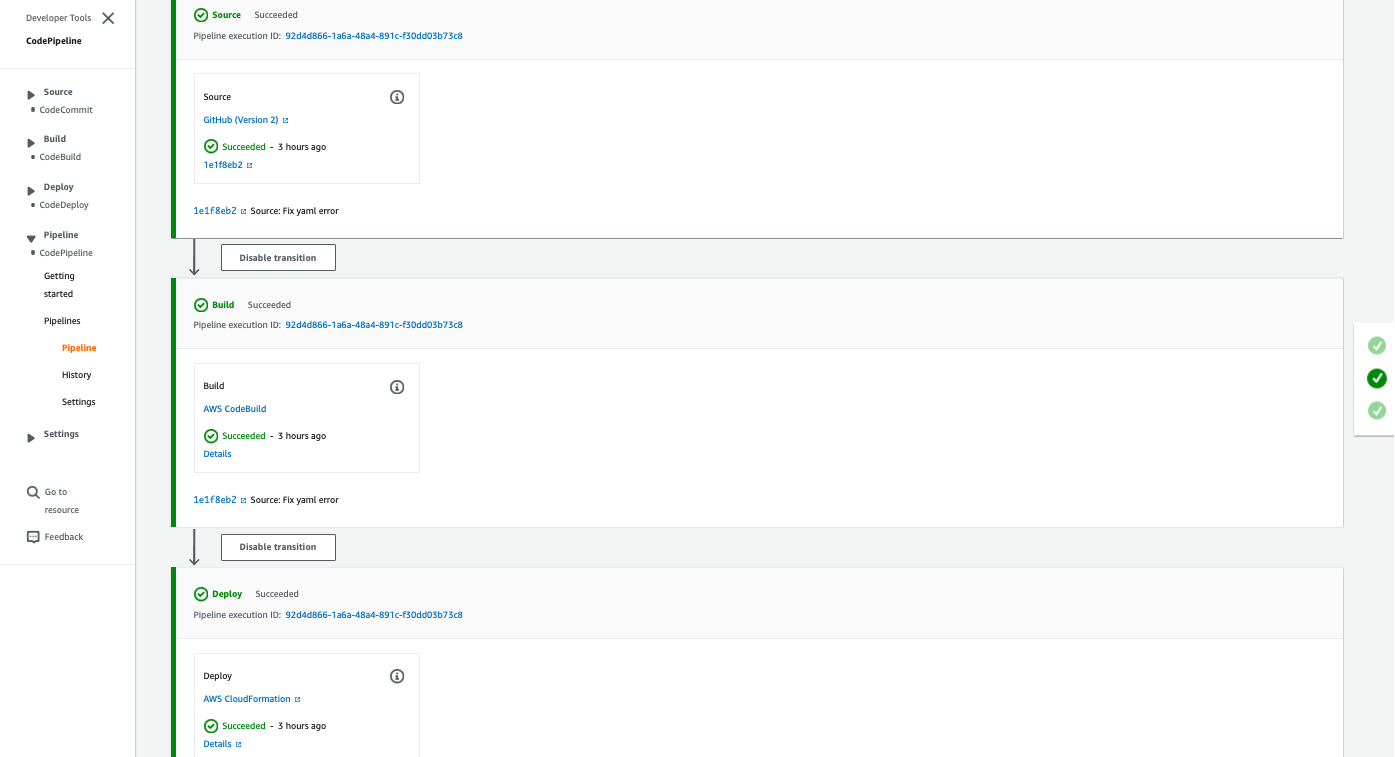 Developer Tools
CodePipeline
Source
CodeCommit
Build
CodeBuild
Deploy
CodeDeploy
Pipeline
CodePipeline
Getting
started
Pipelines
Pipeline
History
Settings
Settings
Go to
resource
Feedback
Source Succeeded
Pipeline execution ID: 92d4d866-1a6a-48a4-891c-f30dd03b73c8
Source
GitHub (Version 2)
Succeeded - 3 hours ago
1e1f8eb2
1e1f8eb2 Source: Fix yaml error
Disable transition
Build Succeeded
Pipeline execution ID: 92d4d866-1a6a-48a4-891c-f30dd03b73c8
Build
AWS CodeBuild
Succeeded - 3 hours ago
Details
1e1f8eb2 Source: Fix yaml error
Disable transition
Deploy Succeeded
Pipeline execution ID: 92d4d866-1a6a-48a4-891c-f30dd03b73c8
Deploy
AWS CloudFormation
Succeeded - 3 hours ago
Details